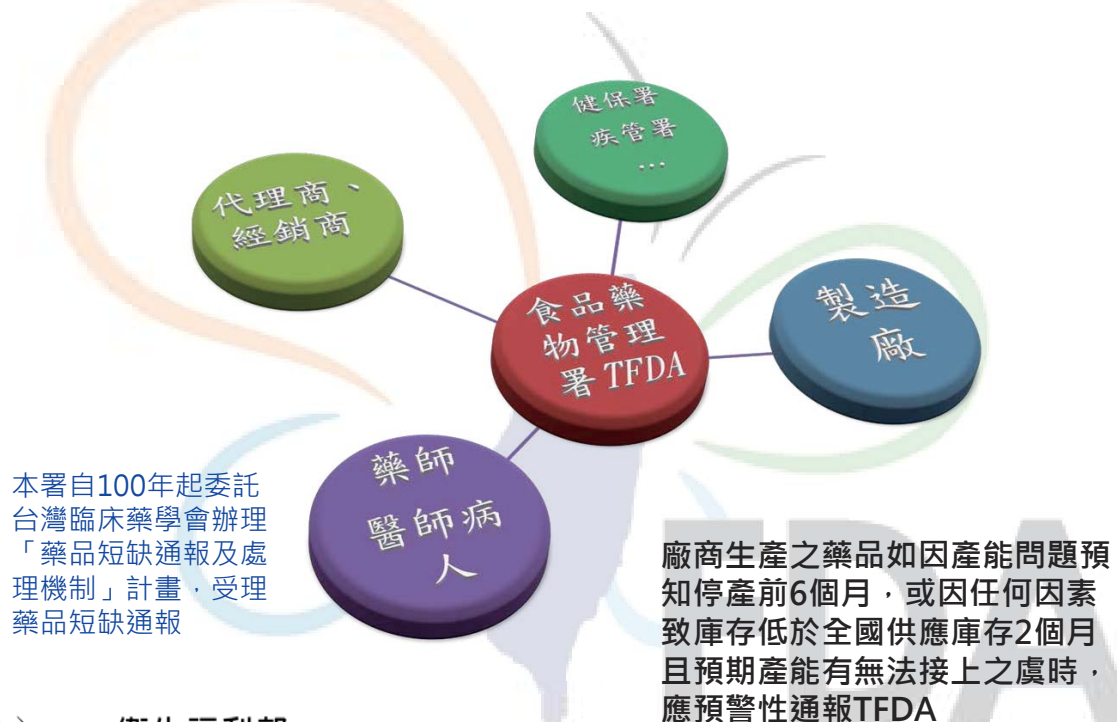 健保署
疾管署
...
代理商、
經銷商
食品藥
物管理
署TFDA
製造
廠
藥師
醫師病
人
本署自100年起委託
台灣臨床藥學會辦理
「藥品短缺通報及處
理機制」計畫，受理
藥品短缺通報
廠商生產之藥品如因產能問題預
知停產前6個月，或因任何因素
致庫存低於全國供應庫存2個月
且預期產能有無法接上之虞時，
應預警性通報TFDA